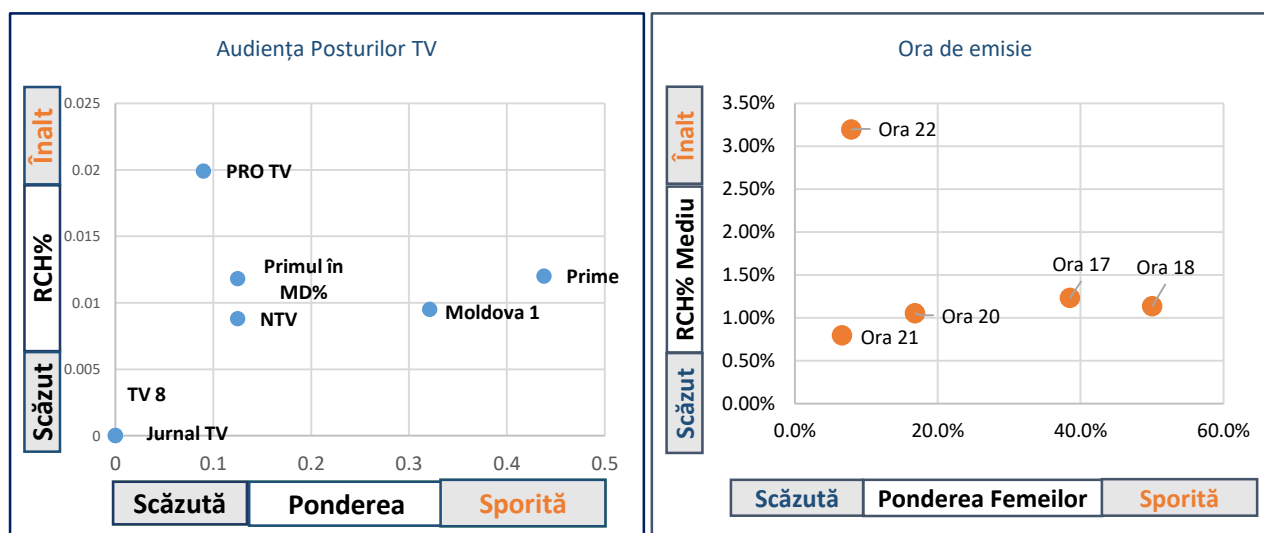 Audiența Posturilor TV
Înalt
RCH%
Scăzut
0.025
0.02
0.015
0.01
0.005
0
PRO TV
Primul în
MD%
NTV
Prime
Moldova 1
TV 8
Jurnal TV
0 0.1 0.2 0.3 0.4 0.5
Scăzută Ponderea Sporită
Ora de emisie
Înalt
RCH% Mediu
Scăzut
3.50%
3.00%
2.50%
2.00%
1.50%
1.00%
0.50%
0.00%
Ora 22
Ora 17
Ora 18
Ora 20
Ora 21
0.0% 20.0% 40.0% 60.0%
Scăzută Ponderea Femeilor Sporită